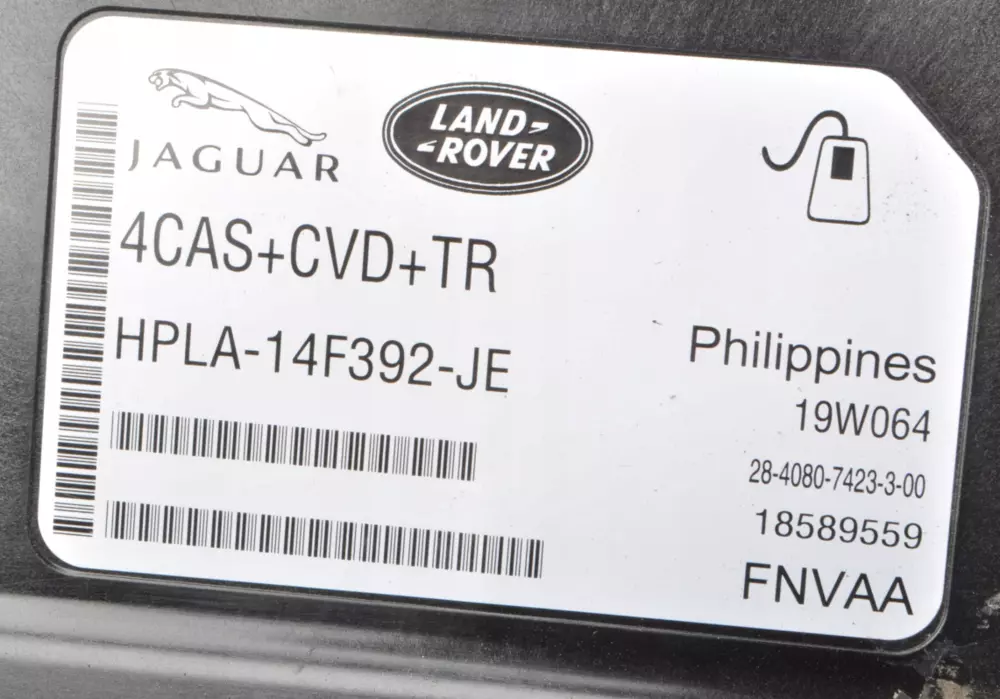 JAGUAR
LAND-
-ROVER
4CAS+CVD+TR
HPLA-14F392-JE
Philippines
19W064
28-4080-7423-3-00
18589559
FNVAA